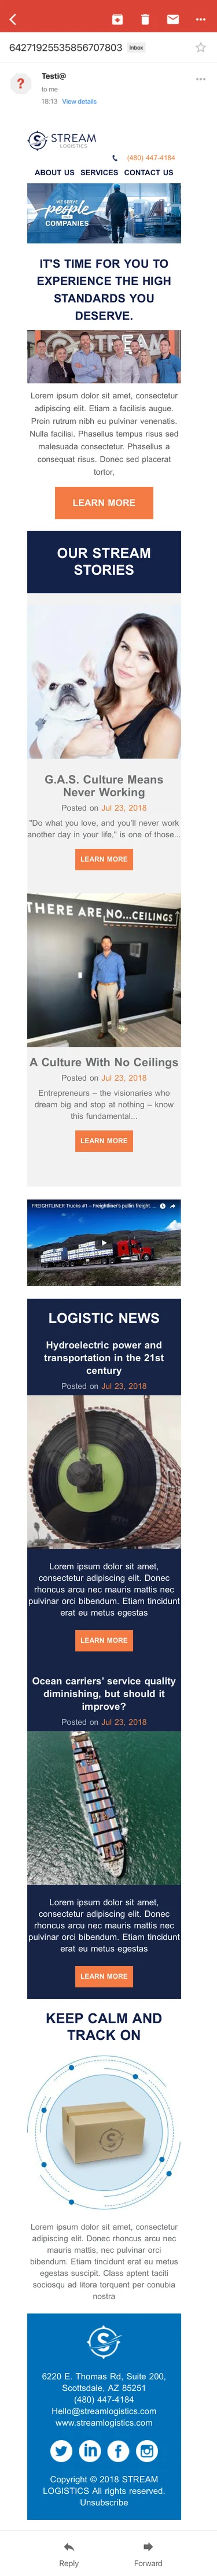 64271925535856707803 Inbox
?
Testi@
to me
18:13 View details
STREAM
LOGISTICS
(480) 447-4184
ABOUT US SERVICES CONTACT US
WE SERVE
people
COMPANIES
IT'S TIME FOR YOU TO
EXPERIENCE THE HIGH
STANDARDS YOU
DESERVE.
Lorem ipsum dolor sit amet, consectetur
adipiscing elit. Etiam a facilisis augue.
Proin rutrum nibh eu pulvinar venenatis.
Nulla facilisi. Phasellus tempus risus sed
malesuada consectetur. Phasellus a
consequat risus. Donec sed placerat
tortor,
LEARN MORE
OUR STREAM
STORIES
G.A.S. Culture Means
Never Working
Posted on Jul 23, 2018
"Do what you love, and you'll never work
another day in your life," is one of those...
LEARN MORE
THERE ARE NO...CEILINGS
A Culture With No Ceilings
Posted on Jul 23, 2018
Entrepreneurs – the visionaries who
dream big and stop at nothing – know
this fundamental...
LEARN MORE
FREIGHTLINER Trucks #1 – Freightliner's pullin' freight. ...
LOGISTIC NEWS
Hydroelectric power and
transportation in the 21st
century
Posted on Jul 23, 2018
Lorem ipsum dolor sit amet,
consectetur adipiscing elit. Donec
rhoncus arcu nec mauris mattis nec
pulvinar orci bibendum. Etiam tincidunt
erat eu metus egestas
LEARN MORE
Ocean carriers' service quality
diminishing, but should it
improve?
Posted on Jul 23, 2018
Lorem ipsum dolor sit amet,
consectetur adipiscing elit. Donec
rhoncus arcu nec mauris mattis nec
pulvinar orci bibendum. Etiam tincidunt
erat eu metus egestas
LEARN MORE
KEEP CALM AND
TRACK ON
Lorem ipsum dolor sit amet, consectetur
adipiscing elit. Donec rhoncus arcu nec
mauris mattis, nec pulvinar orci
bibendum. Etiam tincidunt erat eu metus
egestas suscipit. Class aptent taciti
sociosqu ad litora torquent per conubia
nostra
6220 E. Thomas Rd, Suite 200,
Scottsdale, AZ 85251
(480) 447-4184
Hello@streamlogistics.com
www.streamlogistics.com
Copyright © 2018 STREAM
LOGISTICS All rights reserved.
Unsubscribe
Reply Forward